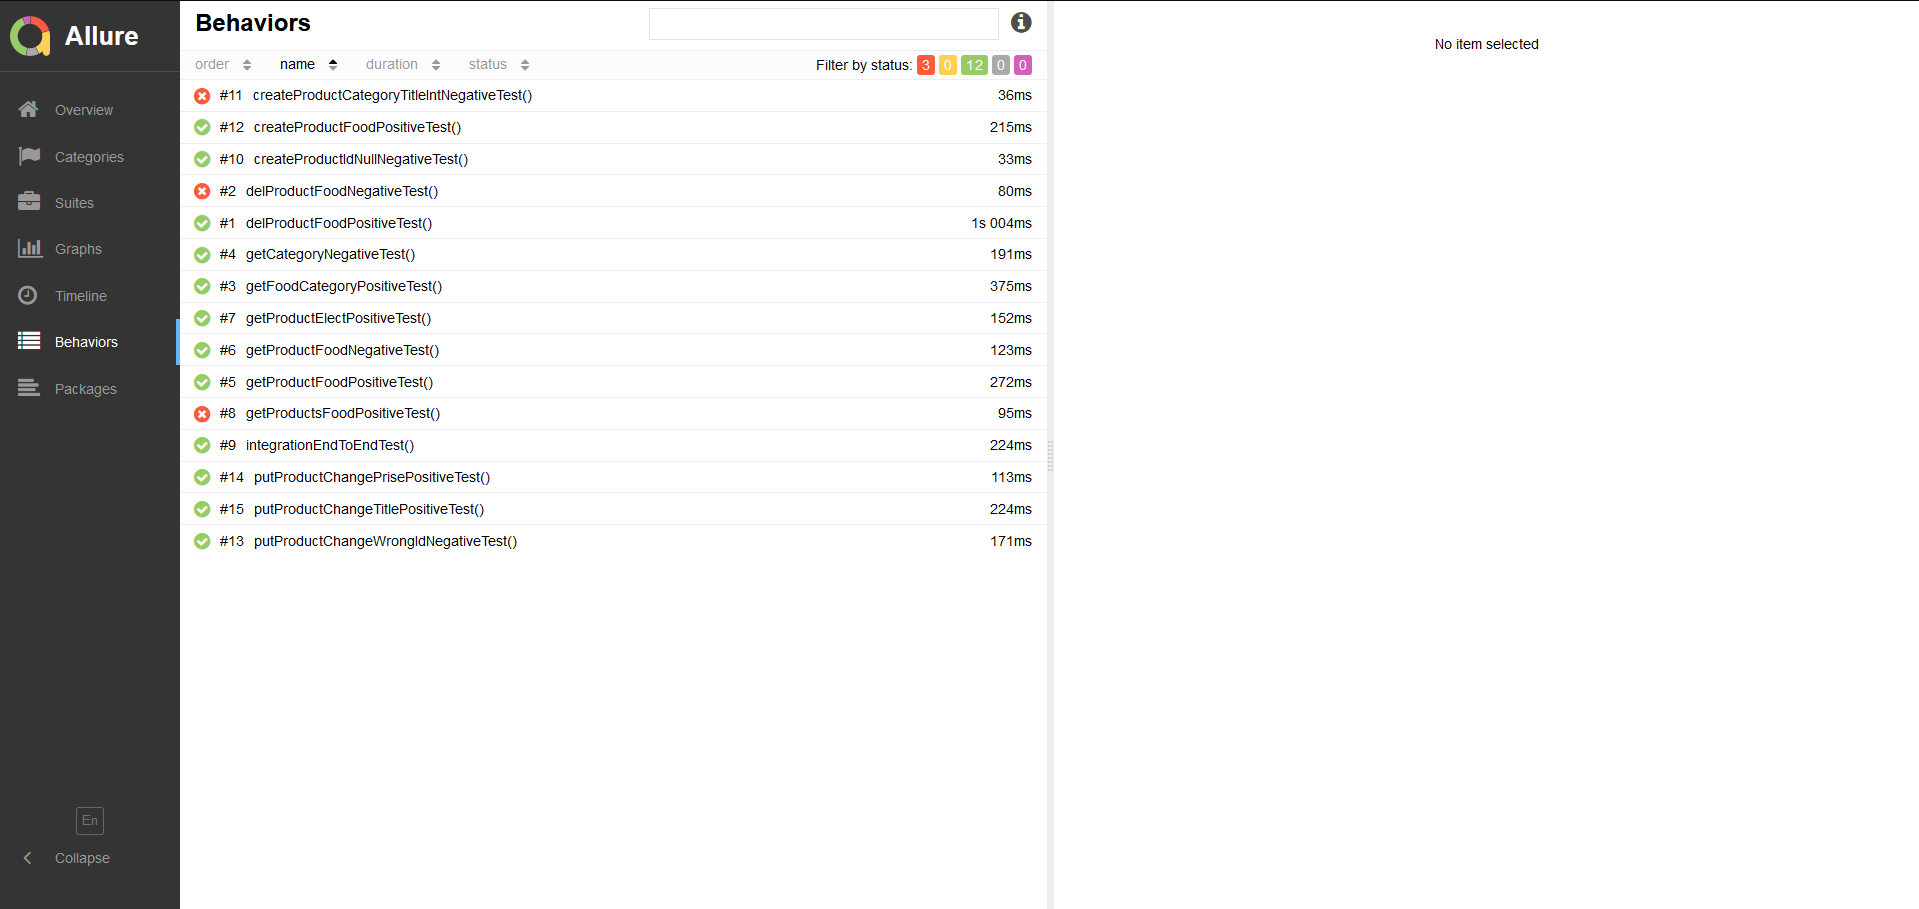 Allure
Overview
Categories
Suites
Graphs
Timeline
Behaviors
Packages
En
Collapse
Behaviors
order name duration status Filter by status: 3 0 12 0 0
#11 createProductCategoryTitleIntNegativeTest() 36ms
#12 createProductFoodPositiveTest() 215ms
#10 createProductIdNullNegativeTest() 33ms
#2 delProductFoodNegativeTest() 80ms
#1 delProductFoodPositiveTest() 1s 004ms
#4 getCategoryNegativeTest() 191ms
#3 getFoodCategoryPositiveTest() 375ms
#7 getProductElectPositiveTest() 152ms
#6 getProductFoodNegativeTest() 123ms
#5 getProductFoodPositiveTest() 272ms
#8 getProductsFoodPositiveTest() 95ms
#9 integrationEndToEndTest() 224ms
#14 putProductChangePrisePositiveTest() 113ms
#15 putProductChangeTitlePositiveTest() 224ms
#13 putProductChangeWrongIdNegativeTest() 171ms
No item selected